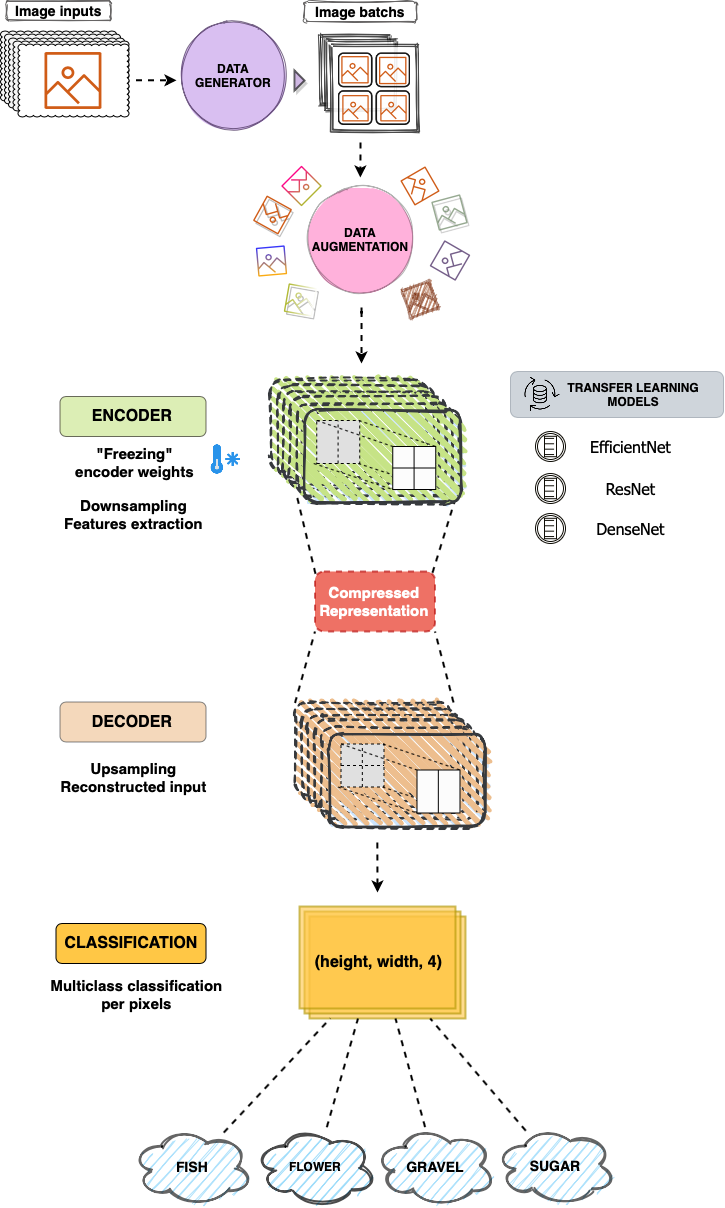 Image inputs
Image batchs
DATA
GENERATOR
DATA
AUGMENTATION
ENCODER
"Freezing"
encoder weights
Downsampling
Features extraction
TRANSFER LEARNING
MODELS
EfficientNet
ResNet
DenseNet
Compressed
Representation
DECODER
Upsampling
Reconstructed input
CLASSIFICATION
Multiclass classification
per pixels
(height, width, 4)
FISH
FLOWER
GRAVEL
SUGAR